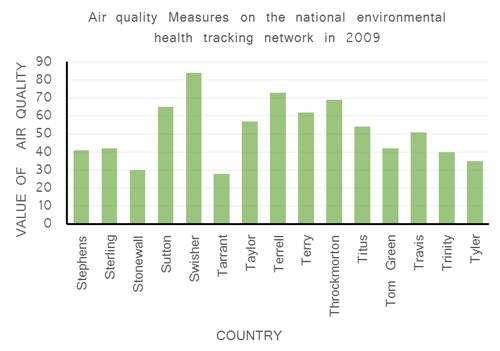 Air quality Measures on the national environmental
health tracking network in 2009
VALUE OF AIR QUALITY
90
80
70
60
50
40
30
20
10
0
Stephens
Sterling
Stonewall
Sutton
Swisher
Tarrant
Taylor
Terrell
Terry
Throckmorton
Titus
Tom Green
Travis
Trinity
Tyler
COUNTRY